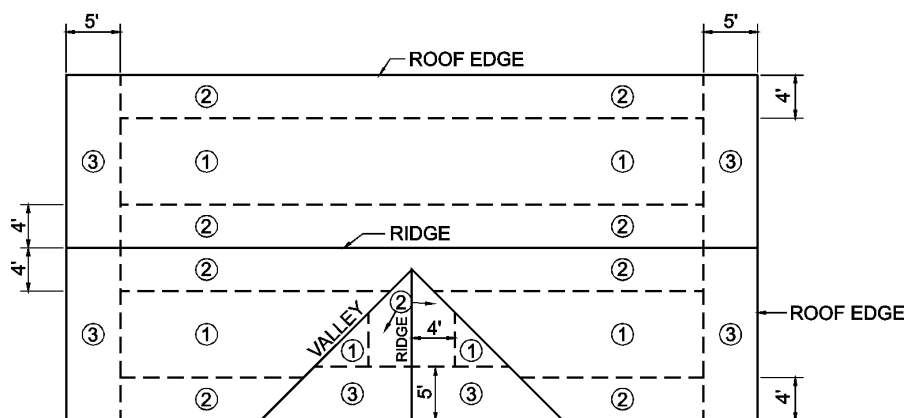 5' 5'
ROOF EDGE
② ② 4'
③ ① ① ③
4' ② ②
RIDGE
4' ② ②
②
③ ① VALLEY ① RIDGE 4' ① ① ③ ROOF EDGE
② ③ 5' ③ ② 4'